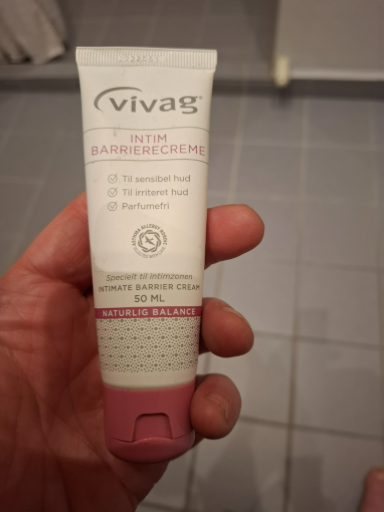 vivag®
INTIM
BARRIERECREME
Til sensibel hud
Til irriteret hud
Parfumefri
Specielt til intimzonen
INTIMATE BARRIER CREAM
50 ML
NATURLIG BALANCE